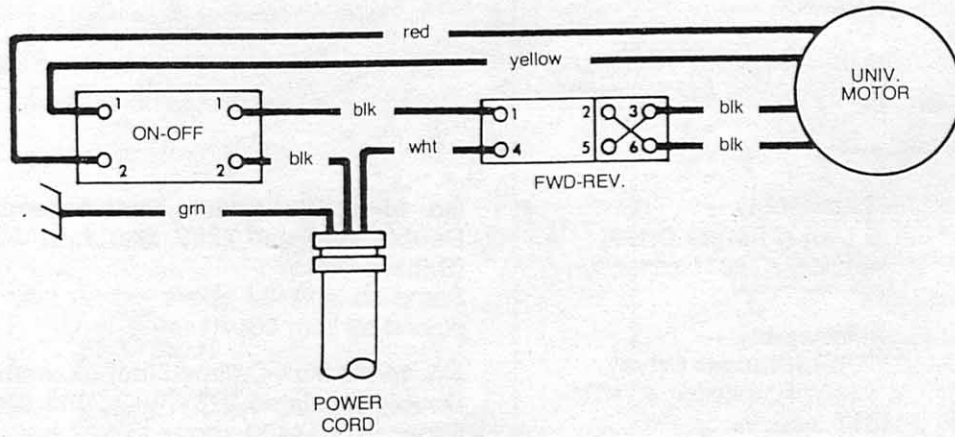 red
yellow
UNIV.
MOTOR
1 1
ON-OFF
2 2
blk
blk
wht
1 2 3
4 5 6
FWD-REV.
blk
blk
grn
POWER
CORD